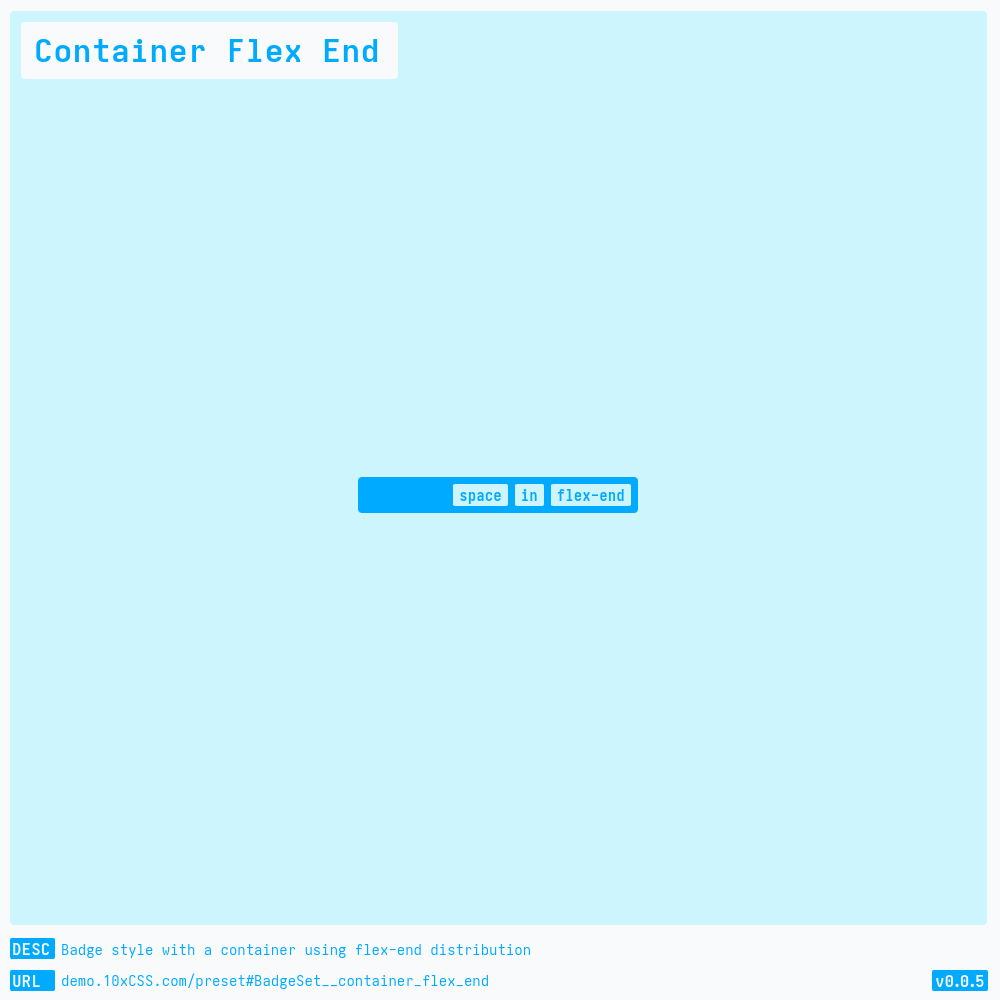 Container Flex End
space in flex-end
DESC Badge style with a container using flex-end distribution
URL demo.10xCSS.com/preset#BadgeSet__container_flex_end v0.0.5